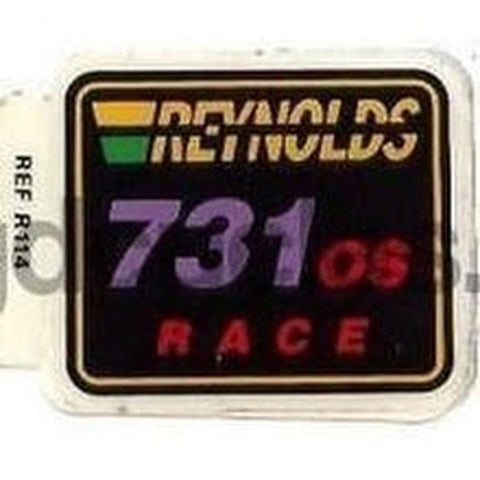 REYNOLDS
731 OS
RACE
REF R114